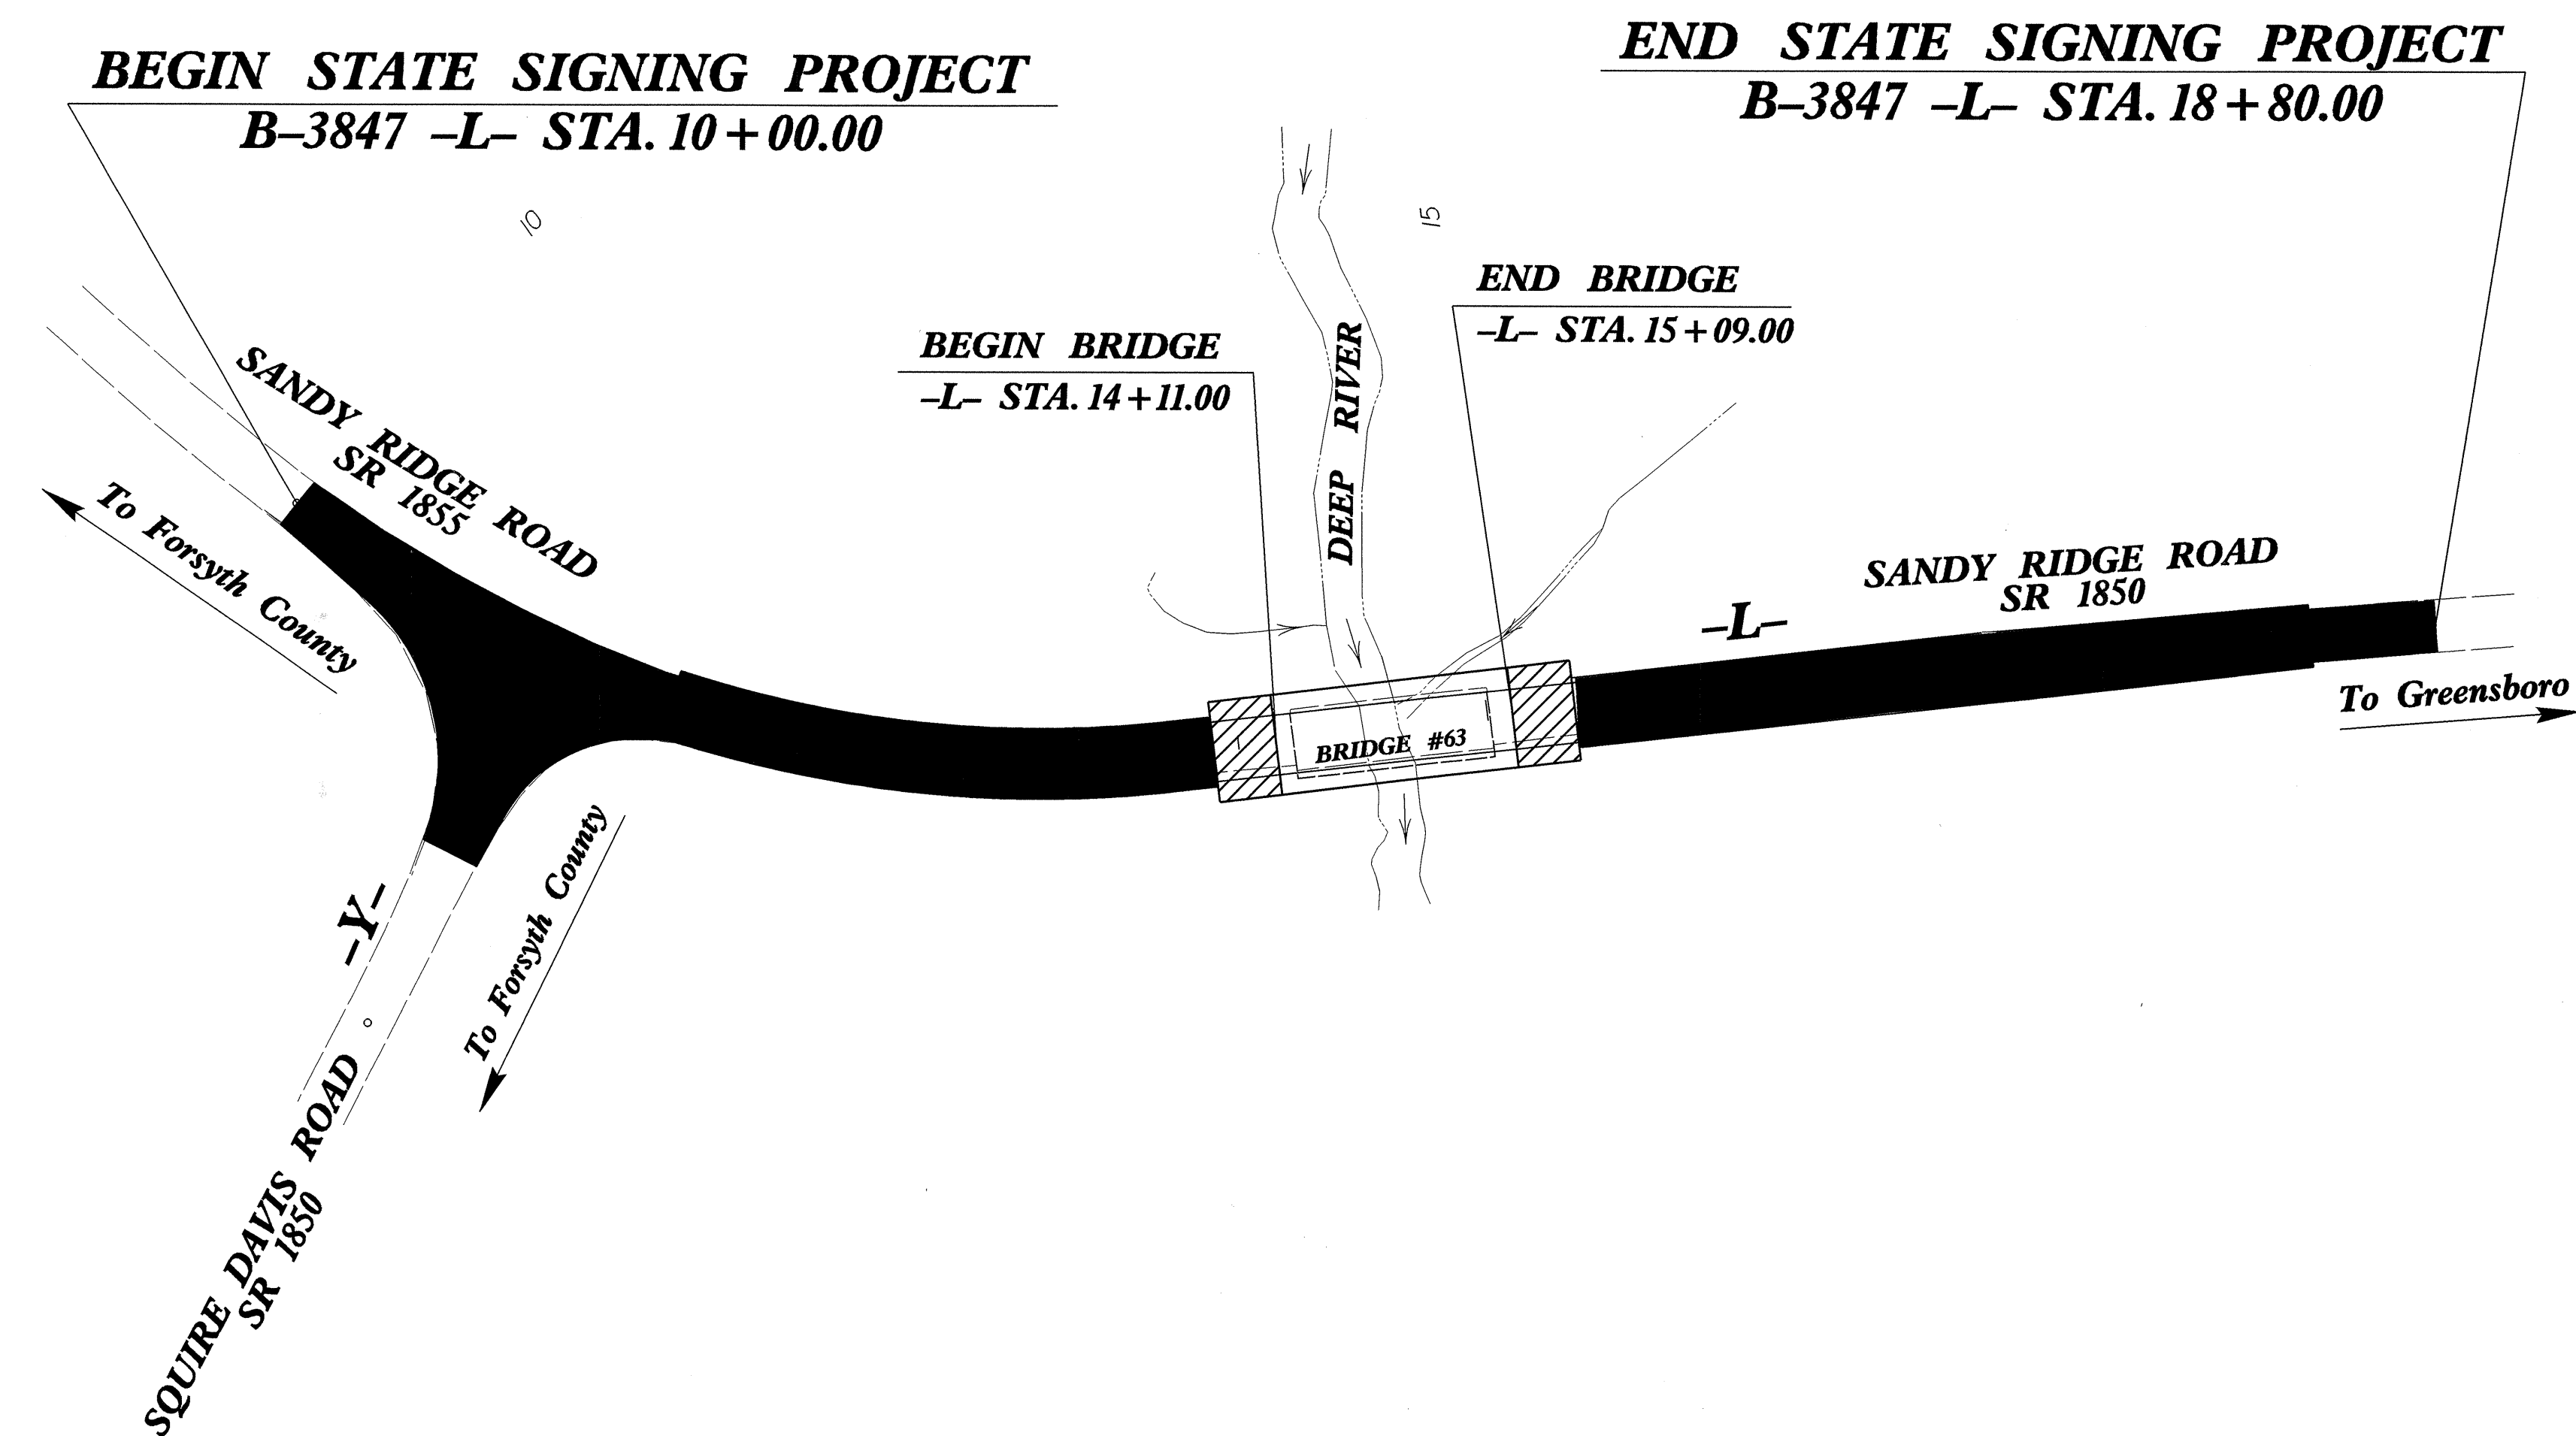 BEGIN STATE SIGNING PROJECT
B–3847 –L– STA. 10+00.00
END STATE SIGNING PROJECT
B–3847 –L– STA. 18+80.00
10
15
END BRIDGE
–L– STA. 15+09.00
BEGIN BRIDGE
–L– STA. 14+11.00
DEEP RIVER
SANDY RIDGE ROAD
SR 1855
To Forsyth County
SANDY RIDGE ROAD
SR 1850
–L–
To Greensboro
BRIDGE #63
To Forsyth County
–Y–
SQUIRE DAVIS ROAD
SR 1850